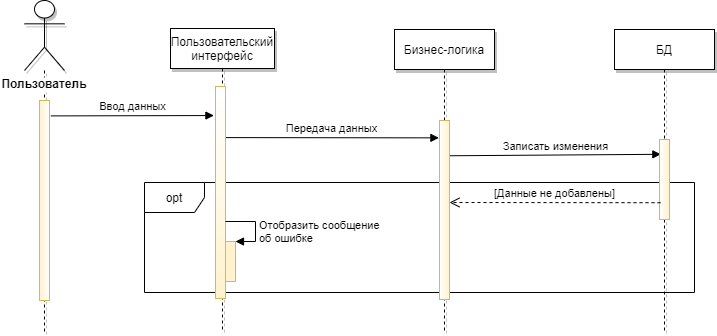 Пользователь
Пользовательский
интерфейс
Бизнес-логика
БД
Ввод данных
Передача данных
Записать изменения
opt
[Данные не добавлены]
Отобразить сообщение
об ошибке